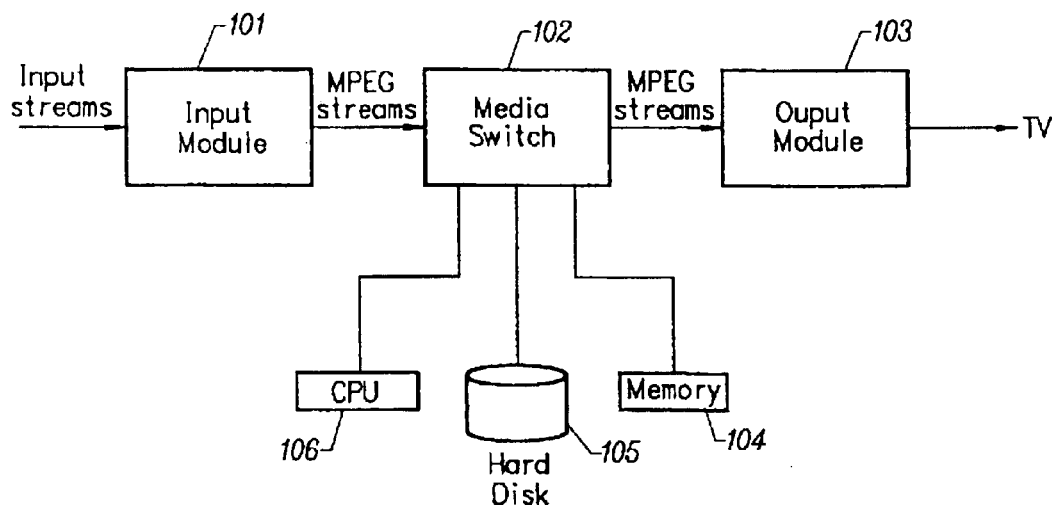 101
102
103
Input
streams
Input
Module
MPEG
streams
Media
Switch
MPEG
streams
Ouput
Module
TV
CPU
106
105
Hard
Disk
Memory
104